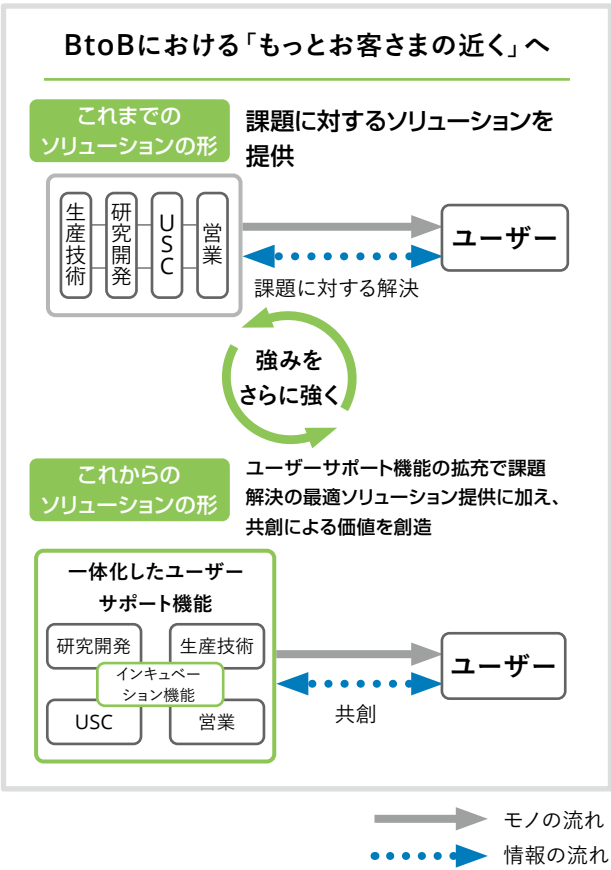 BtoBにおける「もっとお客さまの近く」へ
これまでの
ソリューションの形
課題に対するソリューションを
提供
生産技術
研究開発
USC
営業
ユーザー
課題に対する解決
強みを
さらに強く
これからの
ソリューションの形
ユーザーサポート機能の拡充で課題
解決の最適ソリューション提供に加え、
共創による価値を創造
一体化したユーザー
サポート機能
研究開発
生産技術
インキュベー
ション機能
USC
営業
ユーザー
共創
モノの流れ
情報の流れ